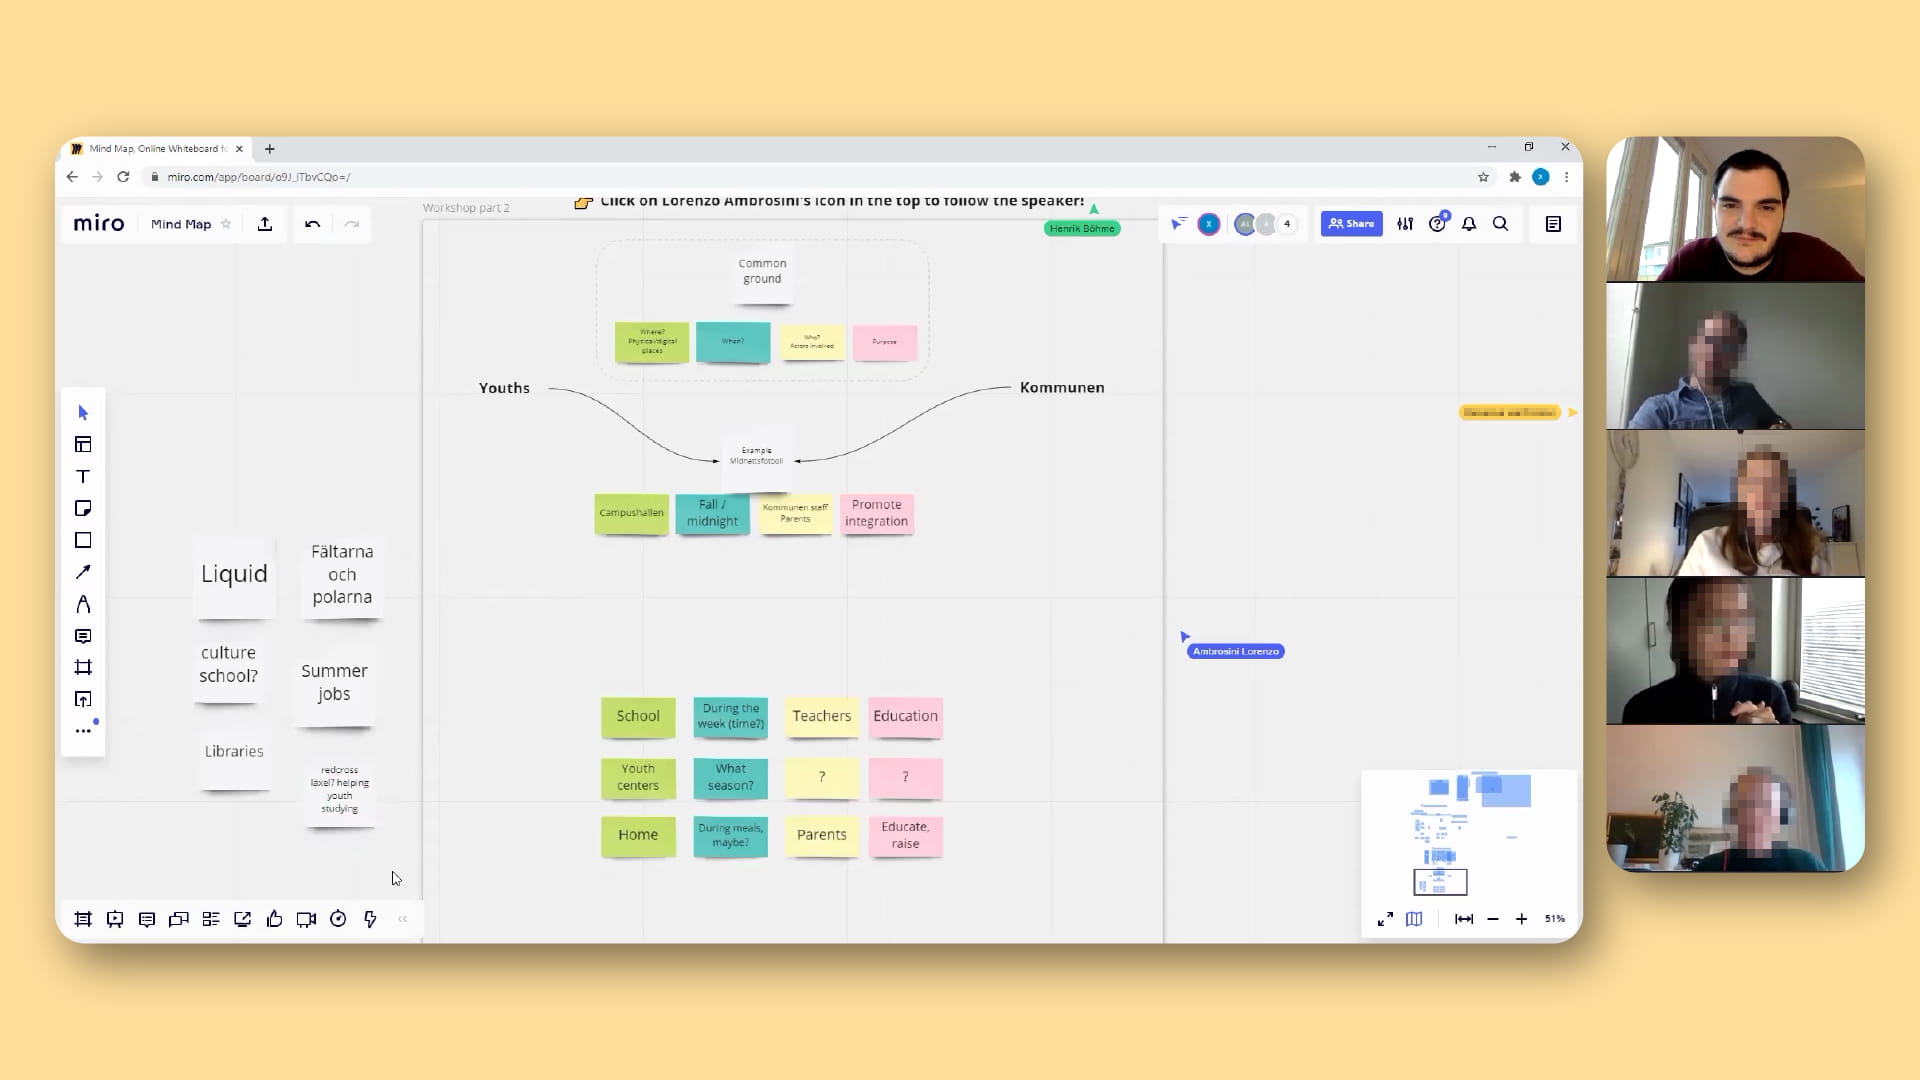 Mind Map, Online Whiteboard fo
miro.com/app/board/o9J_lTbvCQo=/
miro
Mind Map
Workshop part 2
👉 Click on Lorenzo Ambrosini's icon in the top to follow the speaker!
Henrik Böhme
X
AL
A
4
Share
Common
ground
Where?
Physical/digital
places
When?
Who?
Actors involved
Purpose
Youths
Kommunen
Example
Midnattsfotboll
Campushallen
Fall /
midnight
Kommunen staff
Parents
Promote
integration
Liquid
Fältarna
och
polarna
culture
school?
Summer
jobs
Libraries
redcross
läxel? helping
youth
studying
Ambrosini Lorenzo
School
During the
week (time?)
Teachers
Education
Youth
centers
What
season?
?
?
Home
During meals,
maybe?
Parents
Educate,
raise
51%